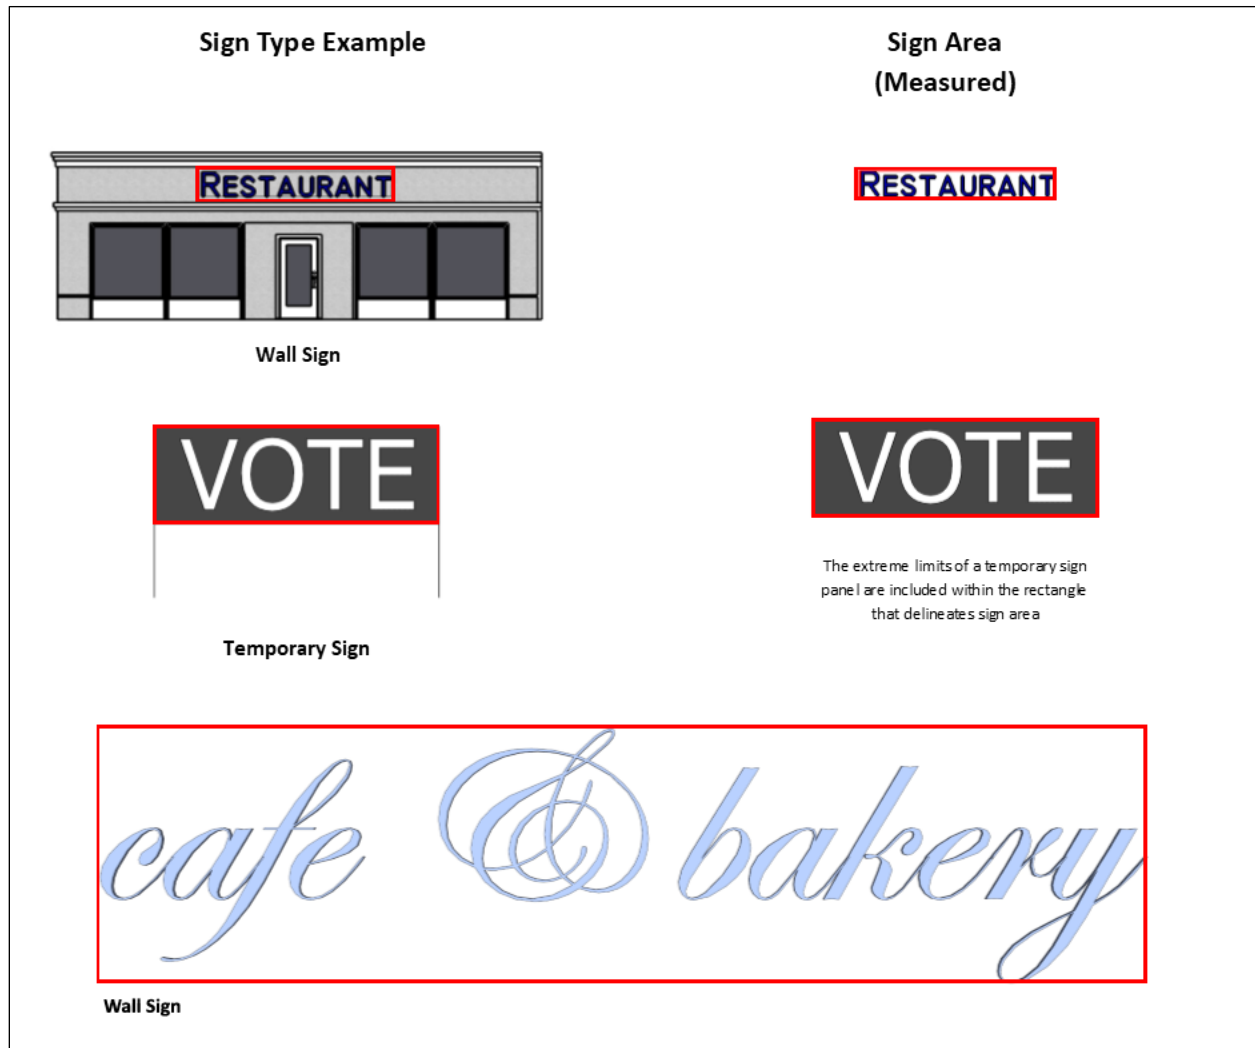 Sign Type Example
Sign Area
(Measured)
RESTAURANT
RESTAURANT
Wall Sign
VOTE
VOTE
The extreme limits of a temporary sign
panel are included within the rectangle
that delineates sign area
Temporary Sign
cafe & bakery
Wall Sign